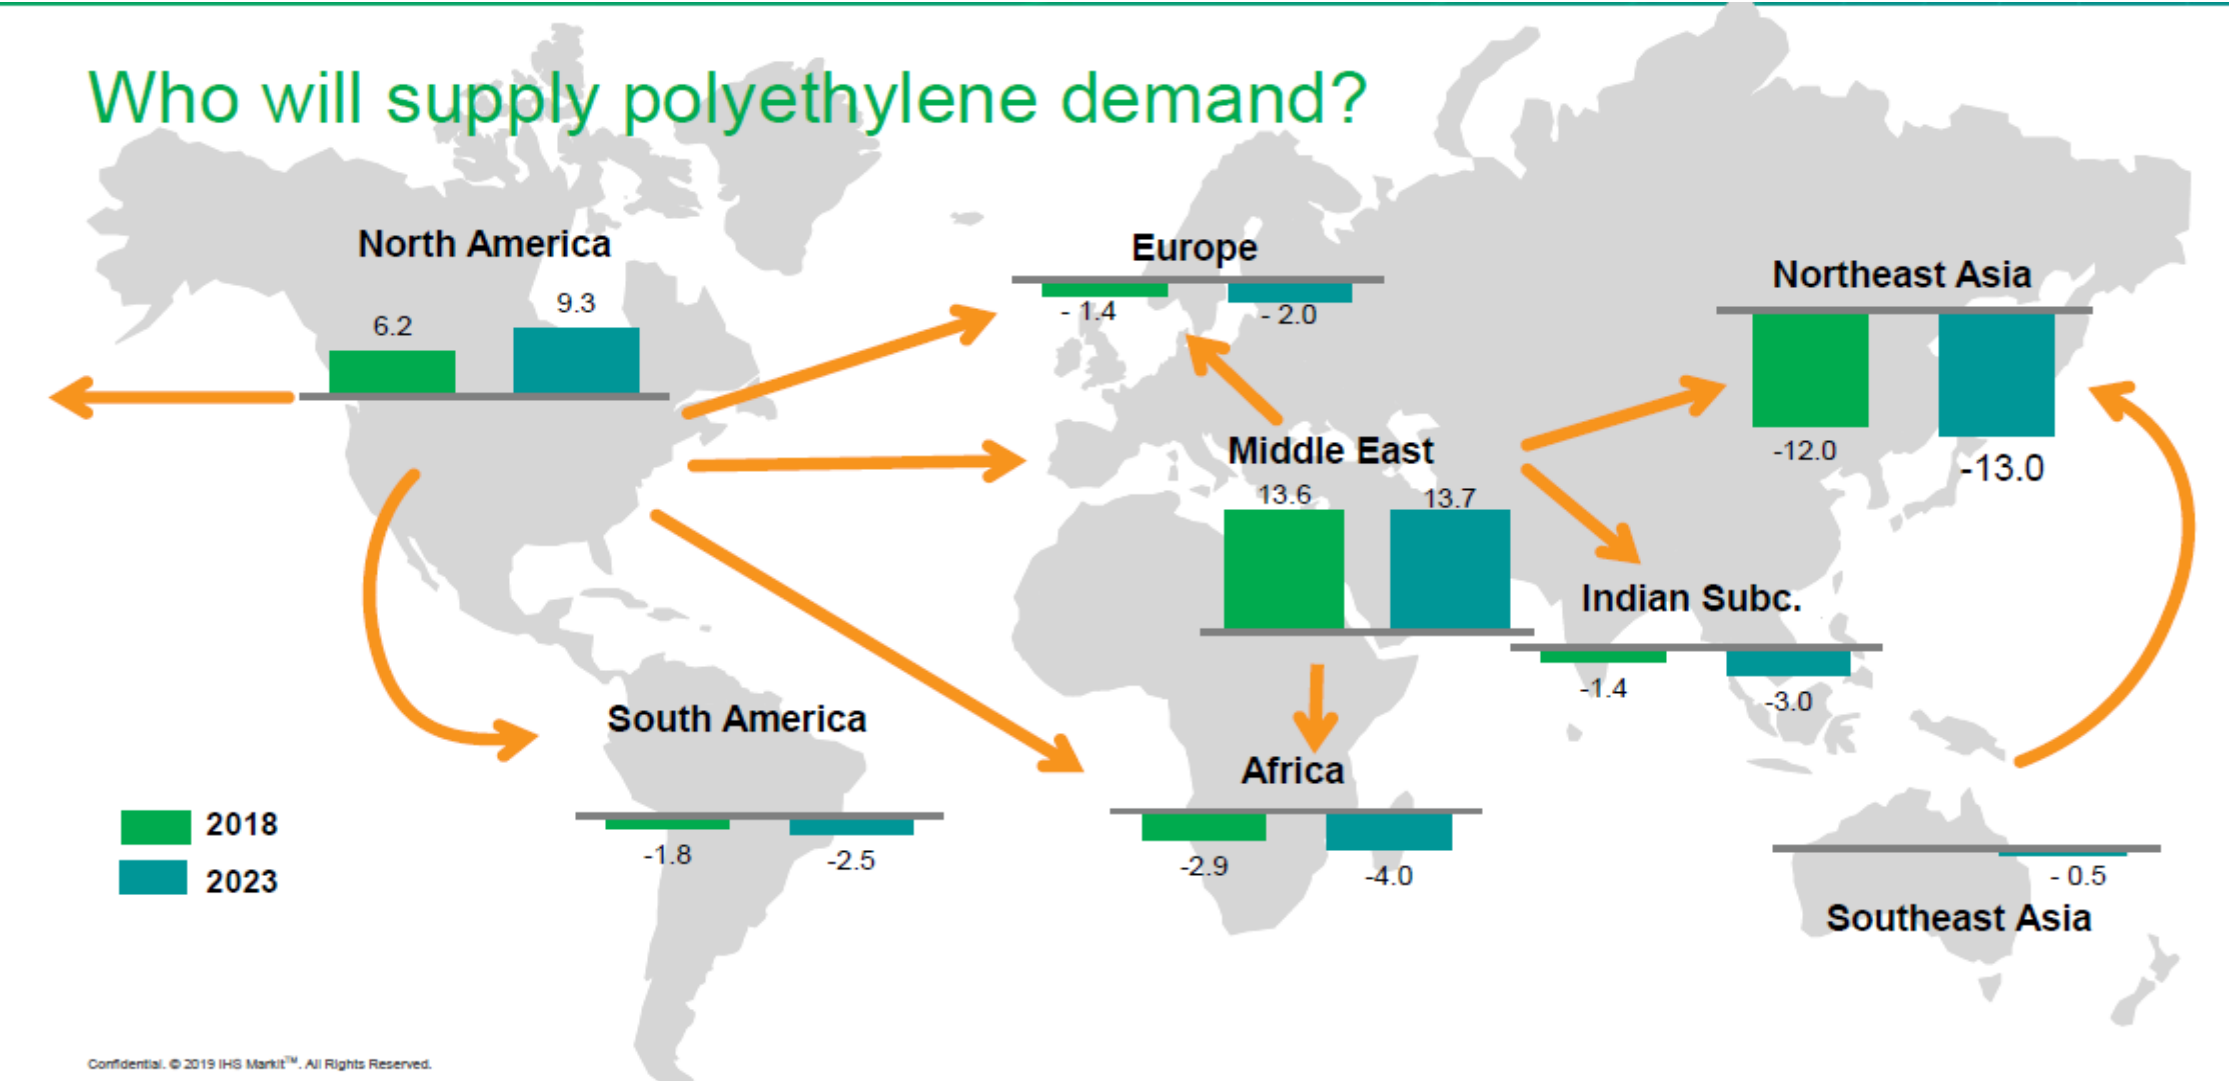 Who will supply polyethylene demand?
North America
6.2
9.3
Europe
- 1.4
- 2.0
Northeast Asia
-12.0
-13.0
Middle East
13.6
13.7
Indian Subc.
-1.4
-3.0
South America
-1.8
-2.5
Africa
-2.9
-4.0
- 0.5
Southeast Asia
2018
2023
Confidential. © 2019 IHS Markit™. All Rights Reserved.